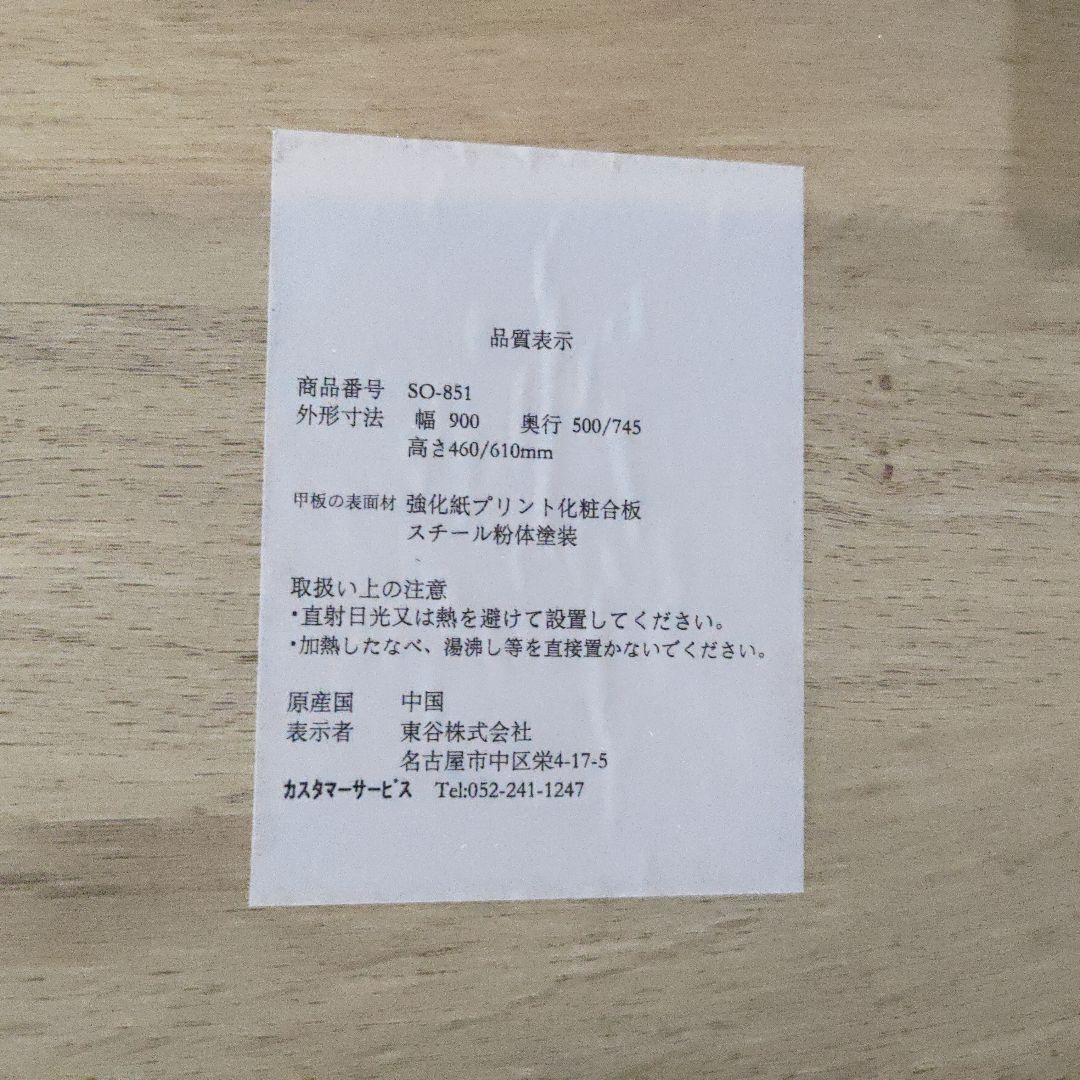 品質表示
商品番号 SO-851
外形寸法 幅 900 奥行 500/745
高さ460/610mm
甲板の表面材 強化紙プリント化粧合板
スチール粉体塗装
取扱い上の注意
・直射日光又は熱を避けて設置してください。
・加熱したなべ、湯沸し等を直接置かないでください。
原産国 中国
表示者 東谷株式会社
名古屋市中区栄4-17-5
カスタマーサービス Tel:052-241-1247